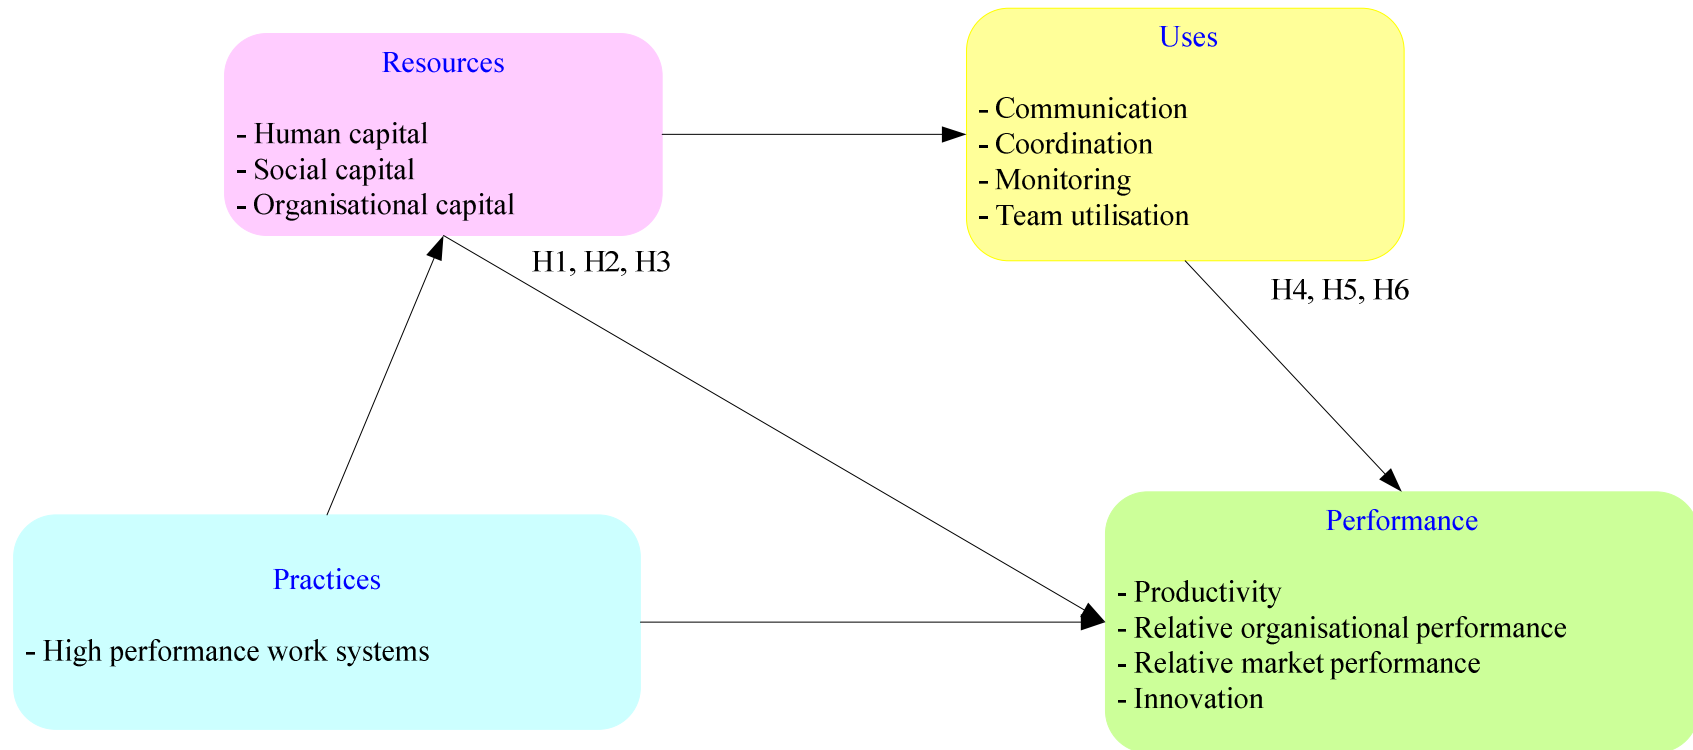 Resources
- Human capital
- Social capital
- Organisational capital
Uses
- Communication
- Coordination
- Monitoring
- Team utilisation
H1, H2, H3
H4, H5, H6
Practices
- High performance work systems
Performance
- Productivity
- Relative organisational performance
- Relative market performance
- Innovation